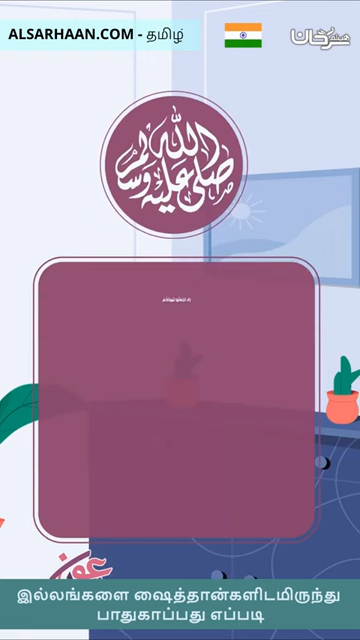 ALSARHAAN.COM - தமிழ்
صلى الله عليه وسلم
இல்லங்களை ஷைத்தான்களிடமிருந்து
பாதுகாப்பது எப்படி